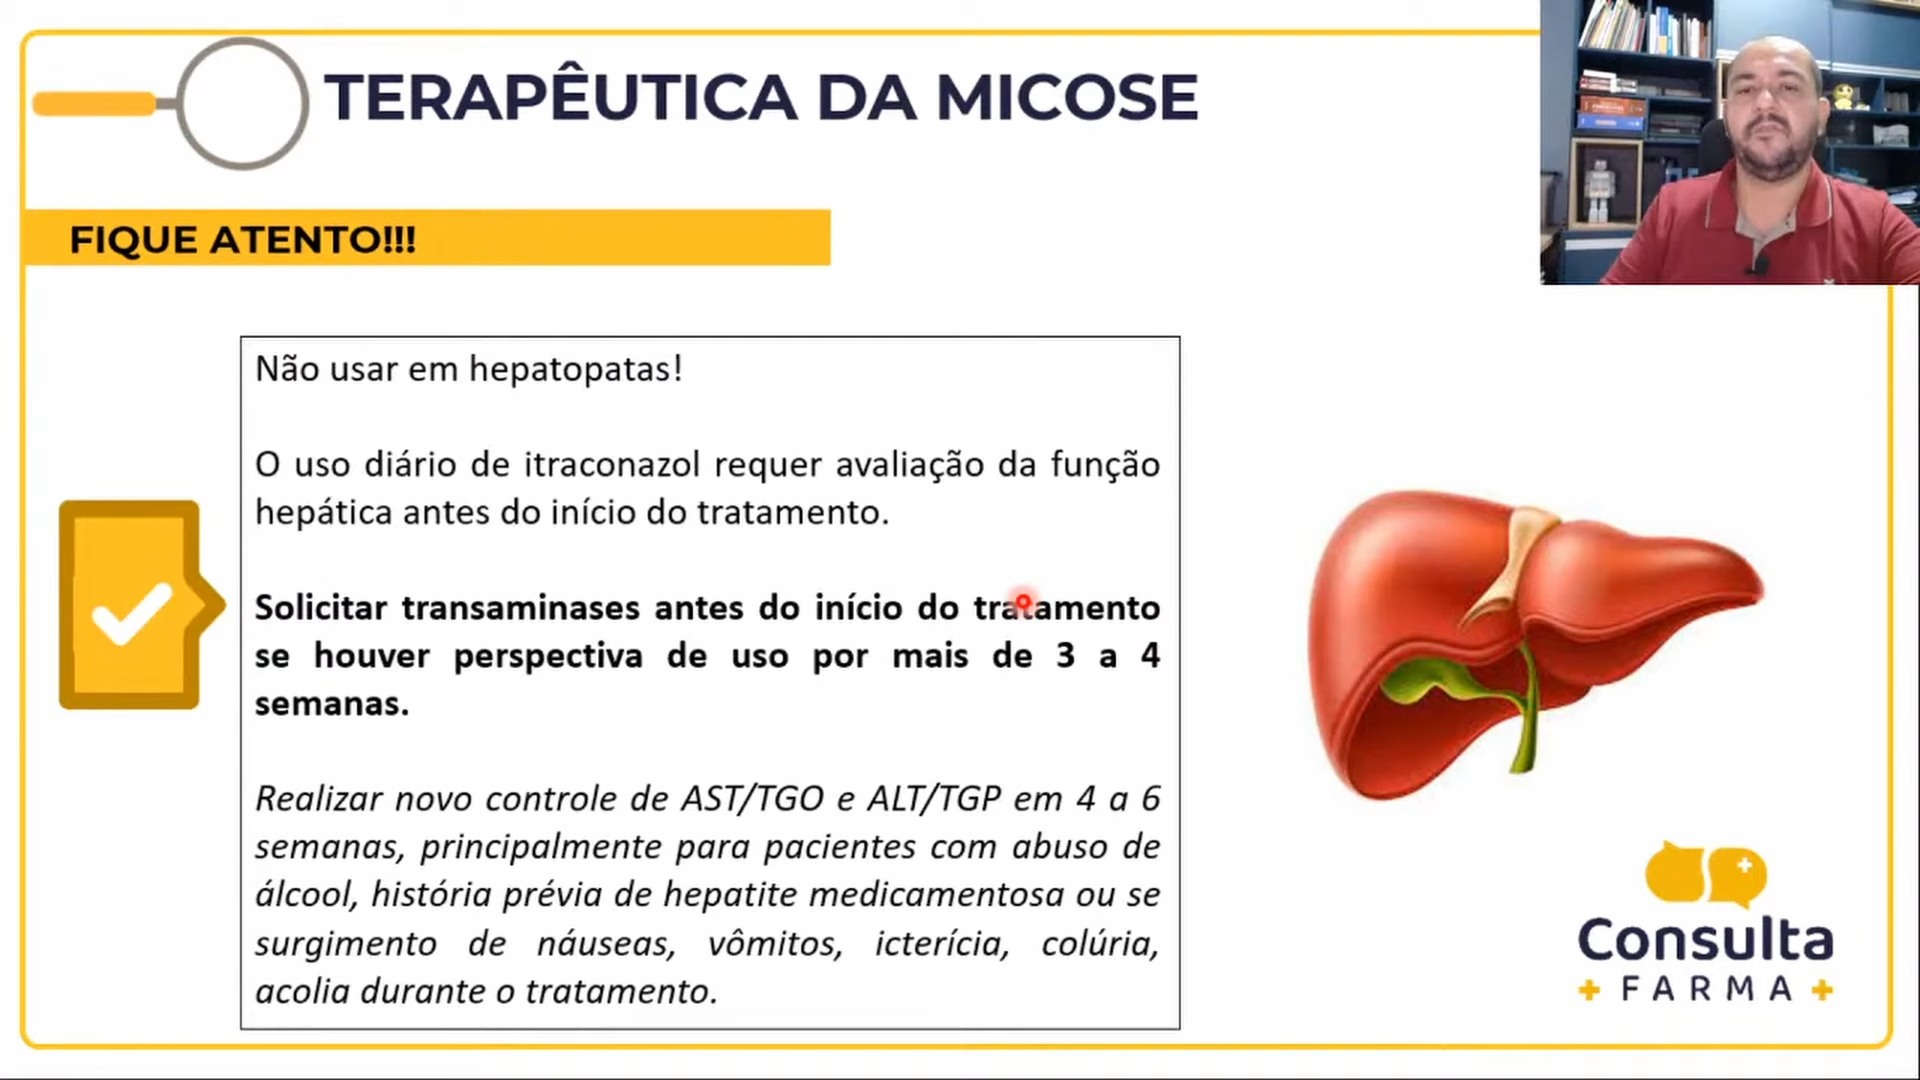 TERAPÊUTICA DA MICOSE
FIQUE ATENTO!!!
Não usar em hepatopatas!
O uso diário de itraconazol requer avaliação da função
hepática antes do início do tratamento.
Solicitar transaminases antes do início do tratamento
se houver perspectiva de uso por mais de 3 a 4
semanas.
Realizar novo controle de AST/TGO e ALT/TGP em 4 a 6
semanas, principalmente para pacientes com abuso de
álcool, história prévia de hepatite medicamentosa ou se
surgimento de náuseas, vômitos, icterícia, colúria,
acolia durante o tratamento.
Consulta
FARMA